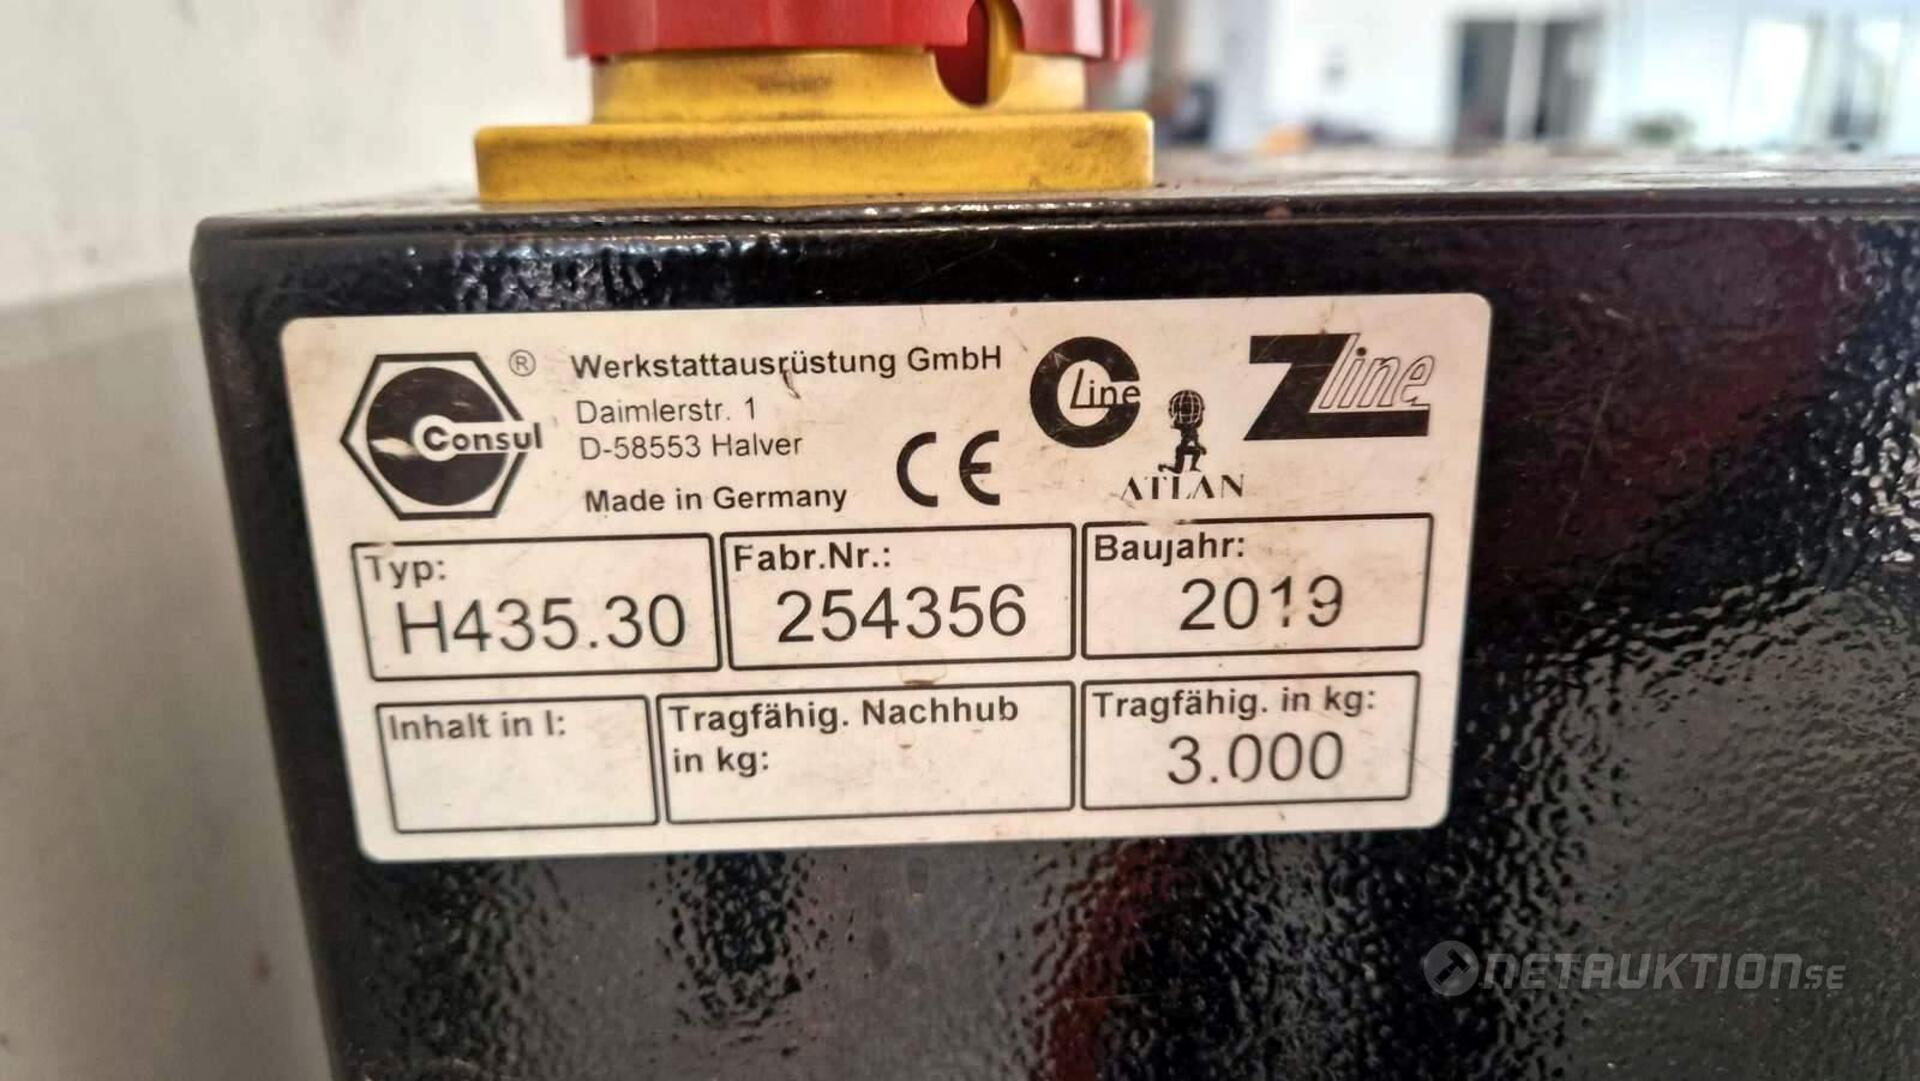 Consul ®
Werkstattausrüstung GmbH
Daimlerstr. 1
D-58553 Halver
Made in Germany
CE
C Line
ATLAN
Z line
Typ:
H435.30
Fabr.Nr.:
254356
Baujahr:
2019
Inhalt in l:
Tragfähig. Nachhub
in kg:
Tragfähig. in kg:
3.000
NETAUKTION.SE